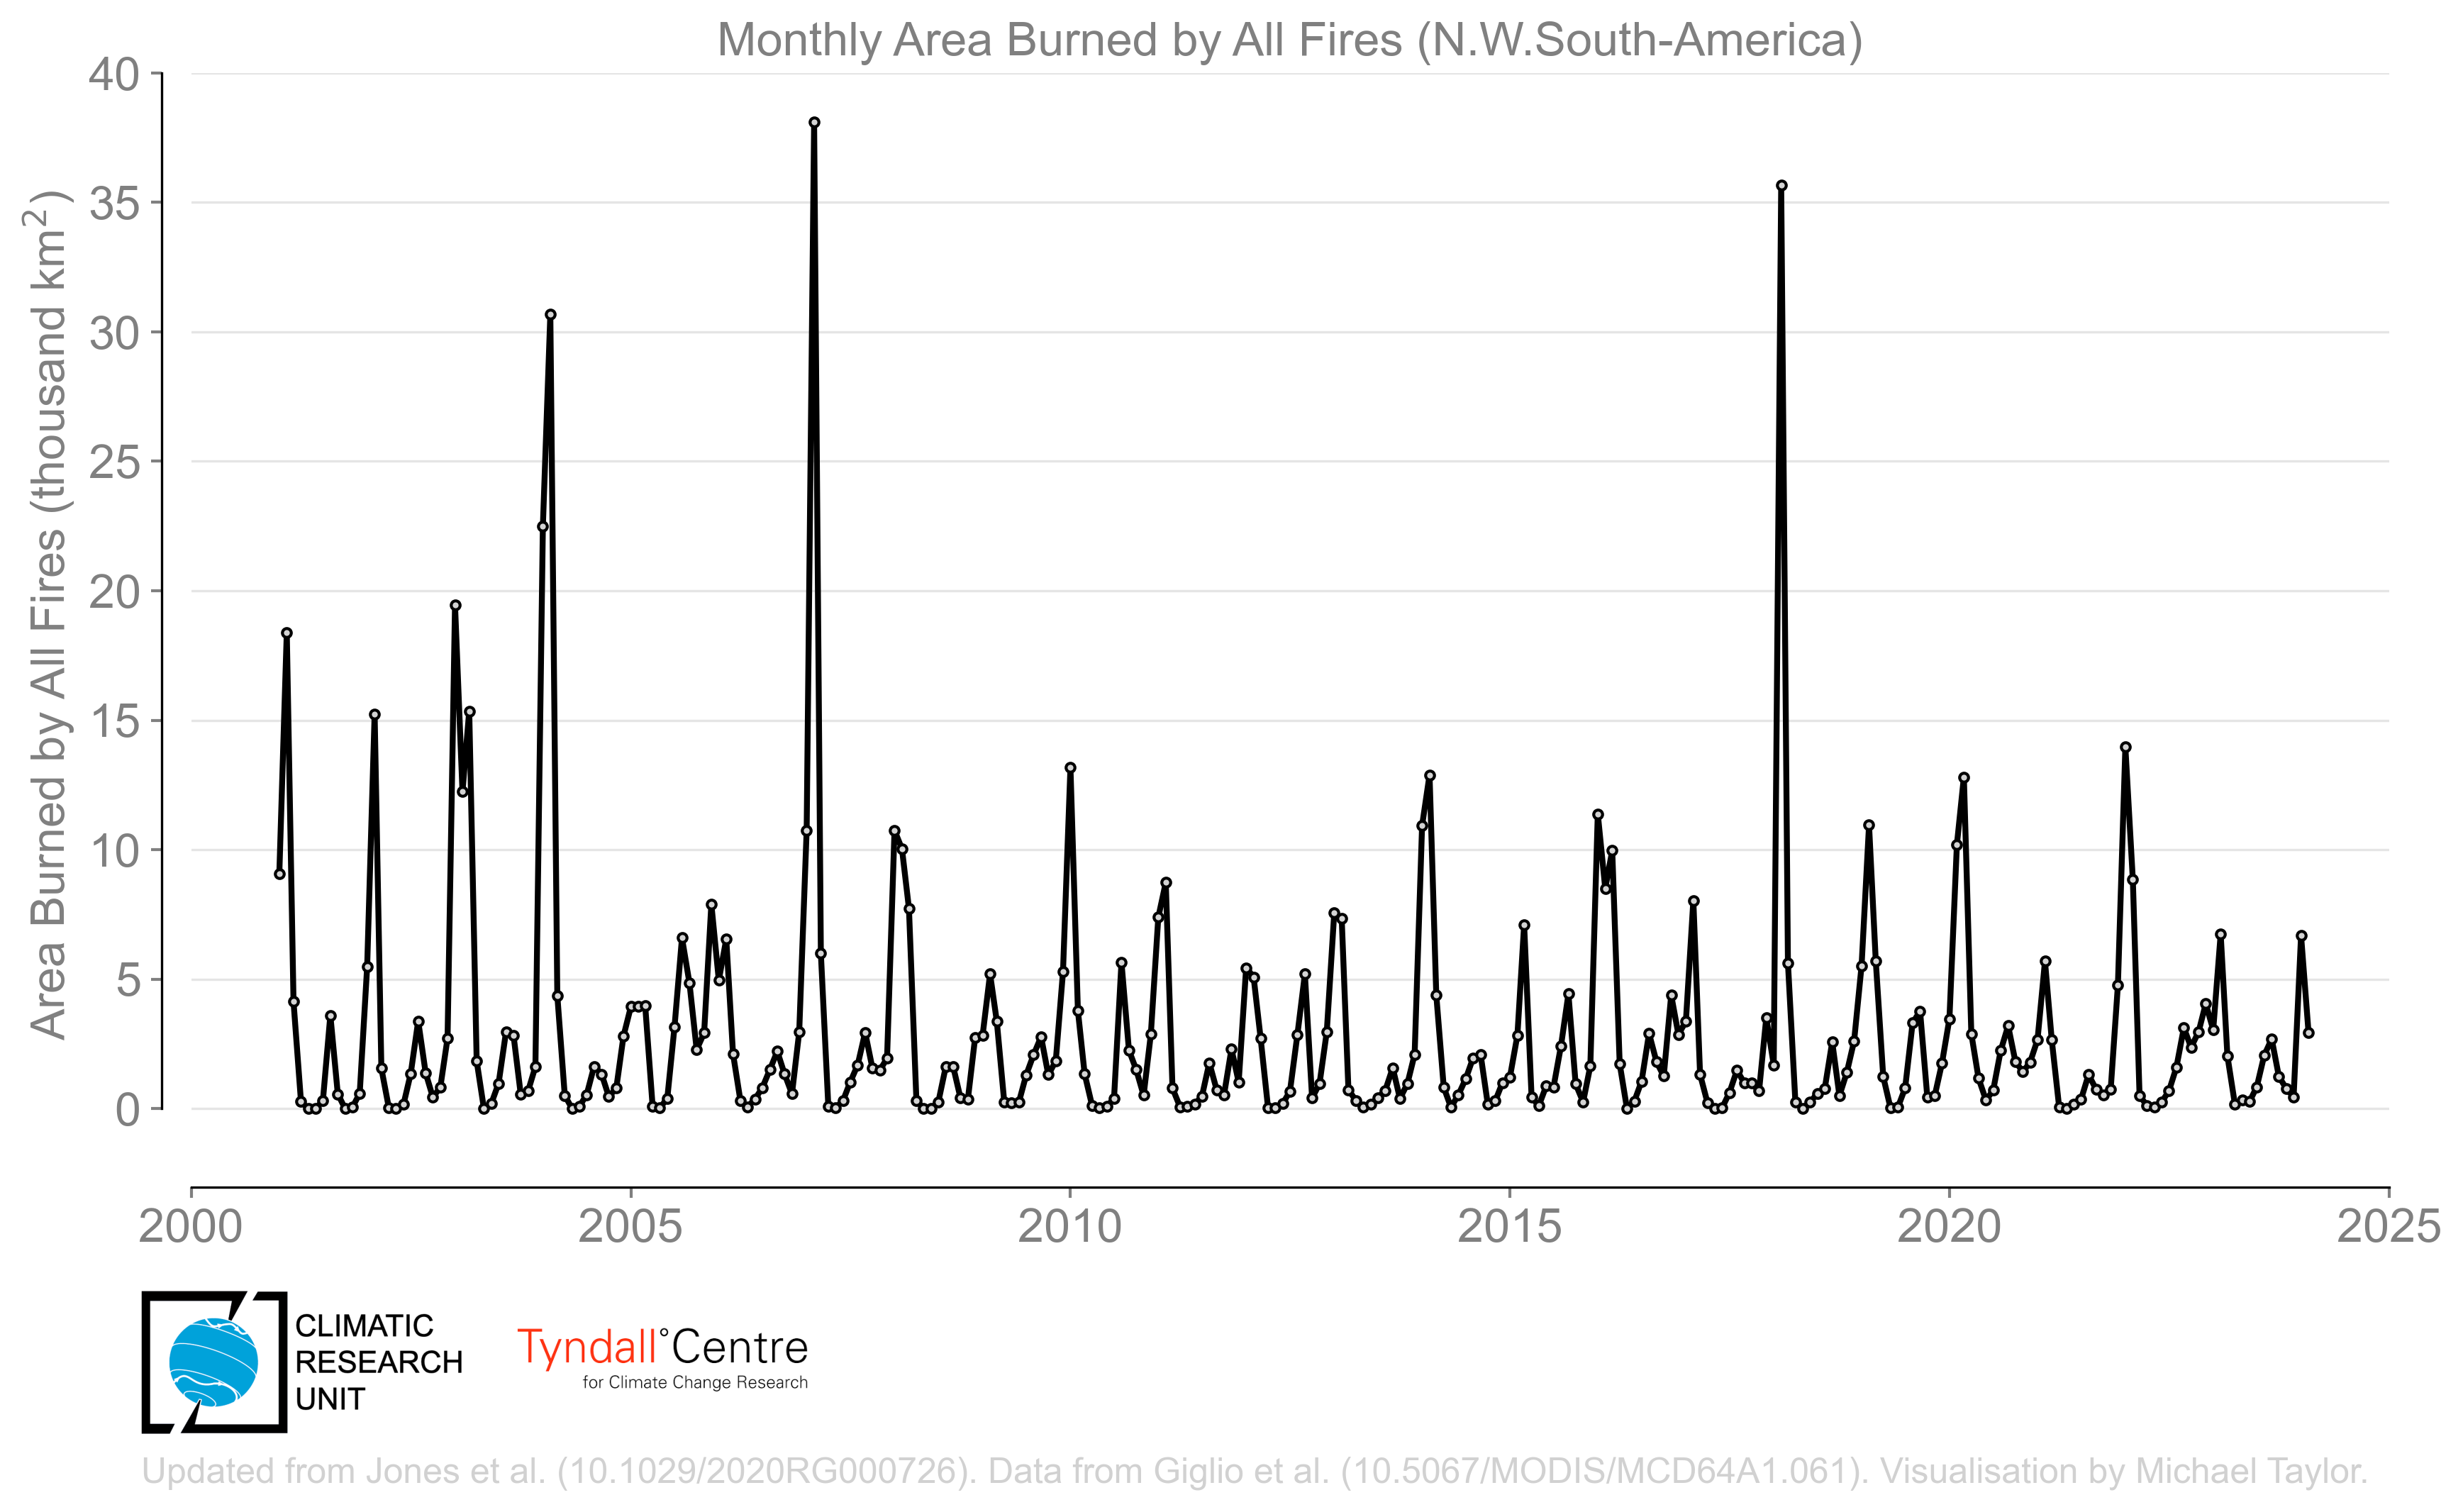 Monthly Area Burned by All Fires (N.W.South-America)
Area Burned by All Fires (thousand km²)
40
35
30
25
20
15
10
5
0
2000
2005
2010
2015
2020
2025
CLIMATIC
RESEARCH
UNIT
Tyndall°Centre
for Climate Change Research
Updated from Jones et al. (10.1029/2020RG000726). Data from Giglio et al. (10.5067/MODIS/MCD64A1.061). Visualisation by Michael Taylor.